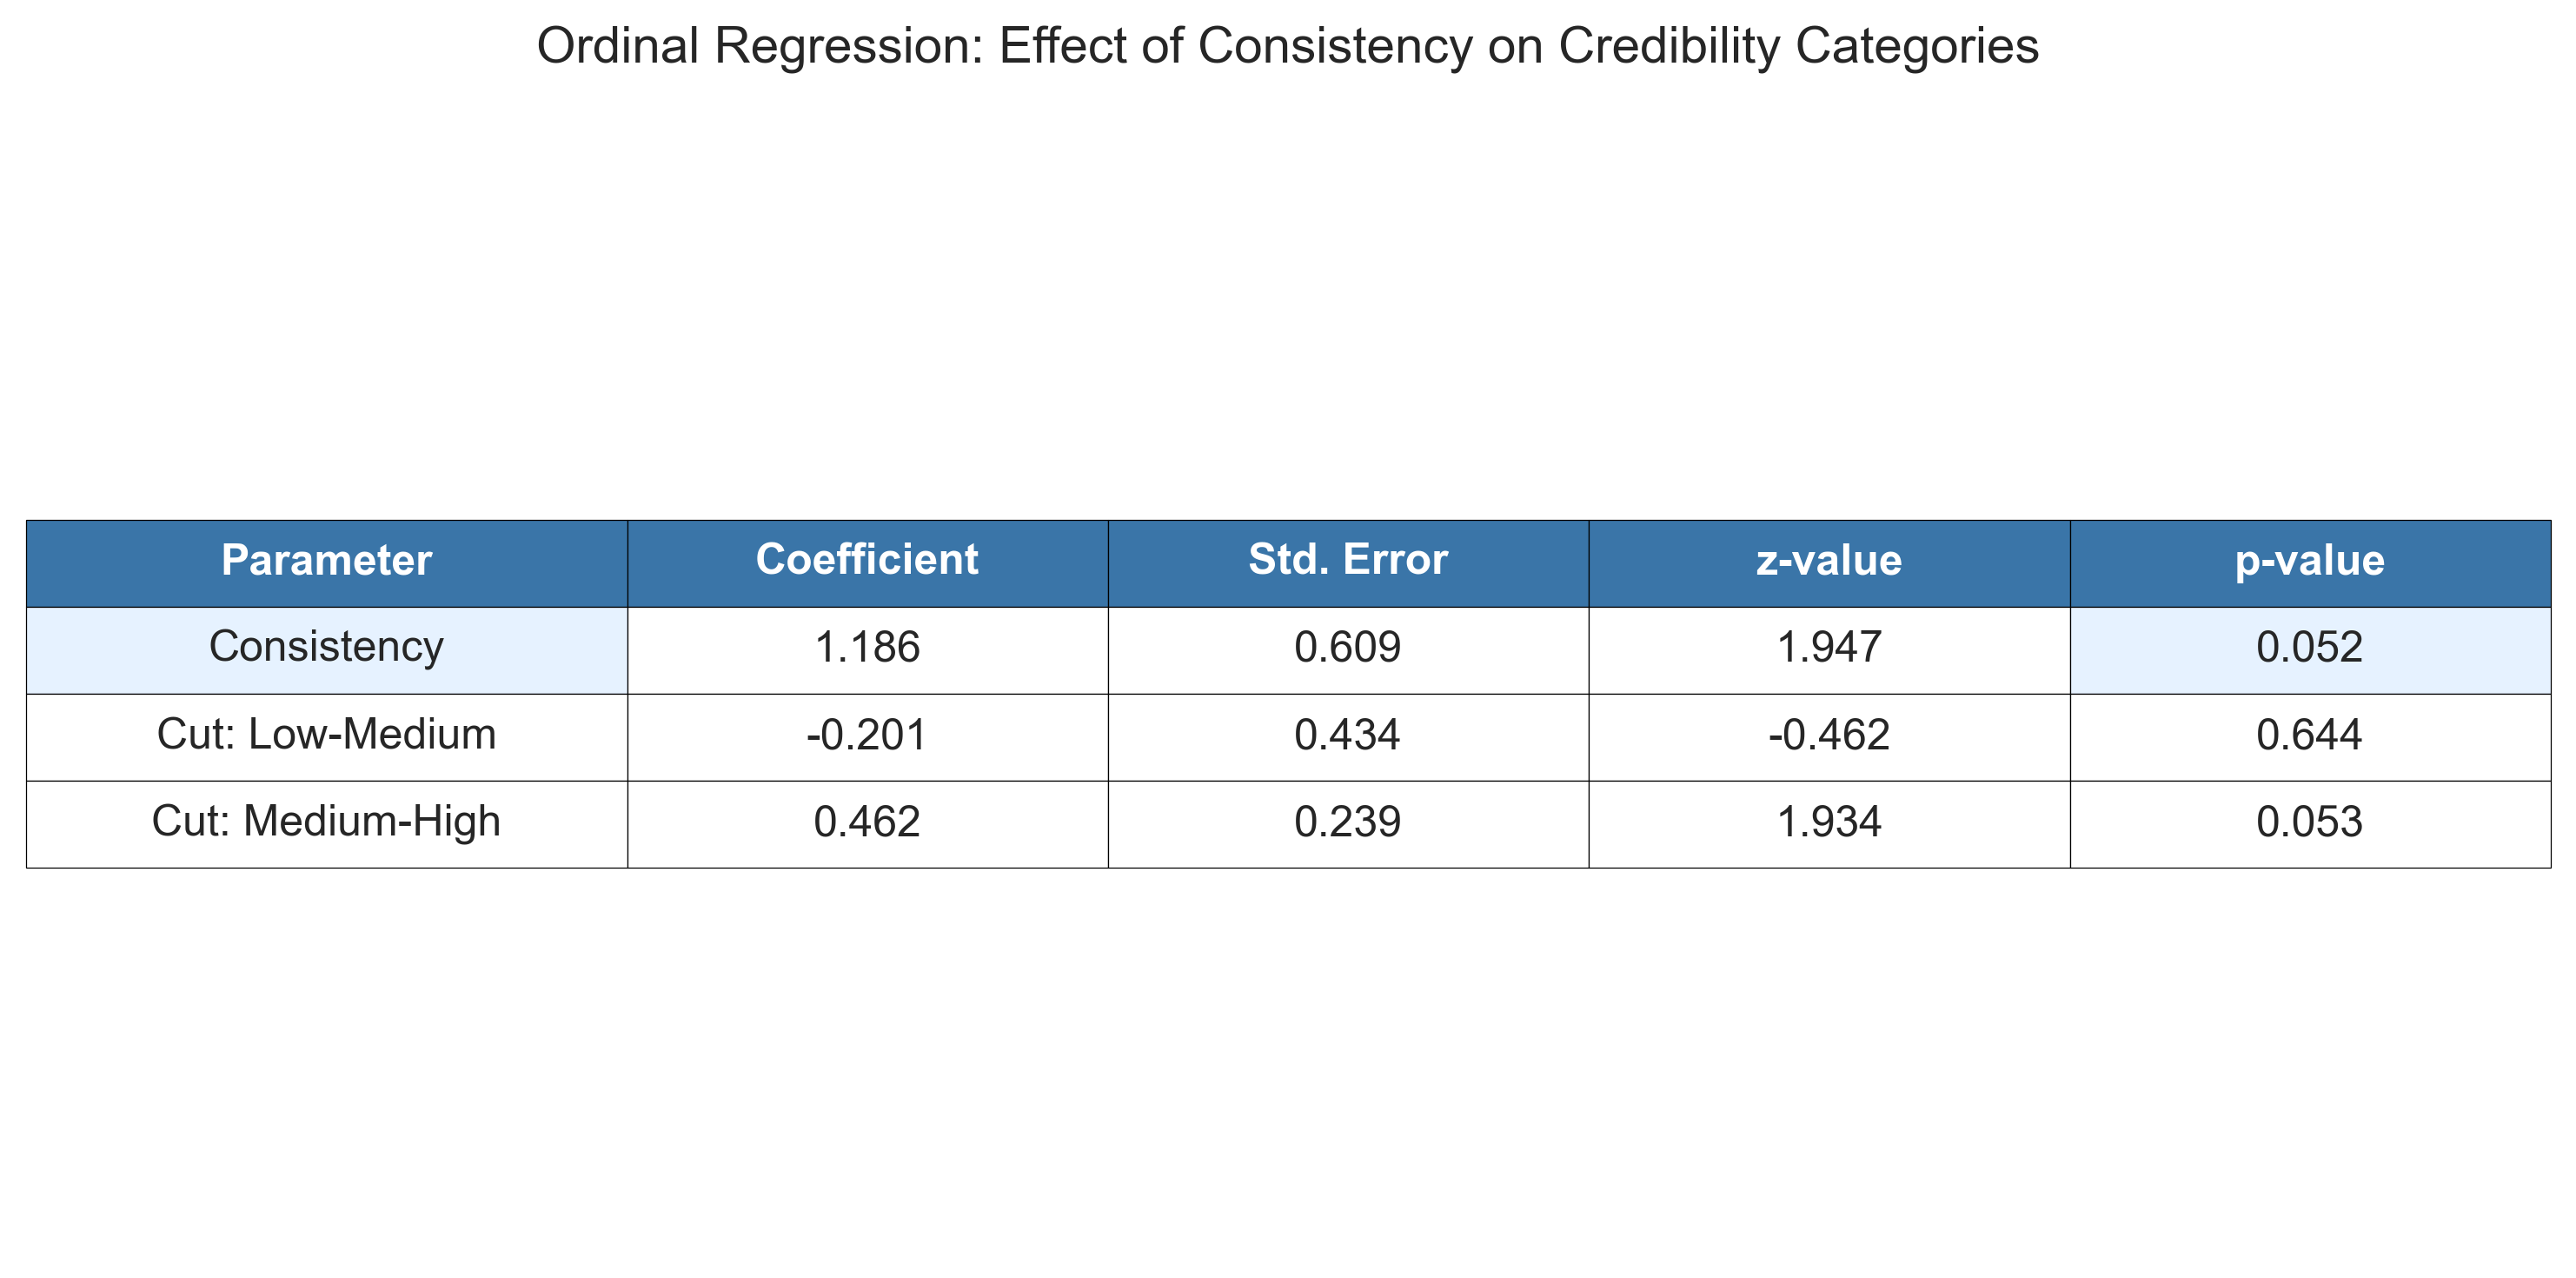 Ordinal Regression: Effect of Consistency on Credibility Categories
Parameter Coefficient Std. Error z-value p-value
Consistency 1.186 0.609 1.947 0.052
Cut: Low-Medium -0.201 0.434 -0.462 0.644
Cut: Medium-High 0.462 0.239 1.934 0.053